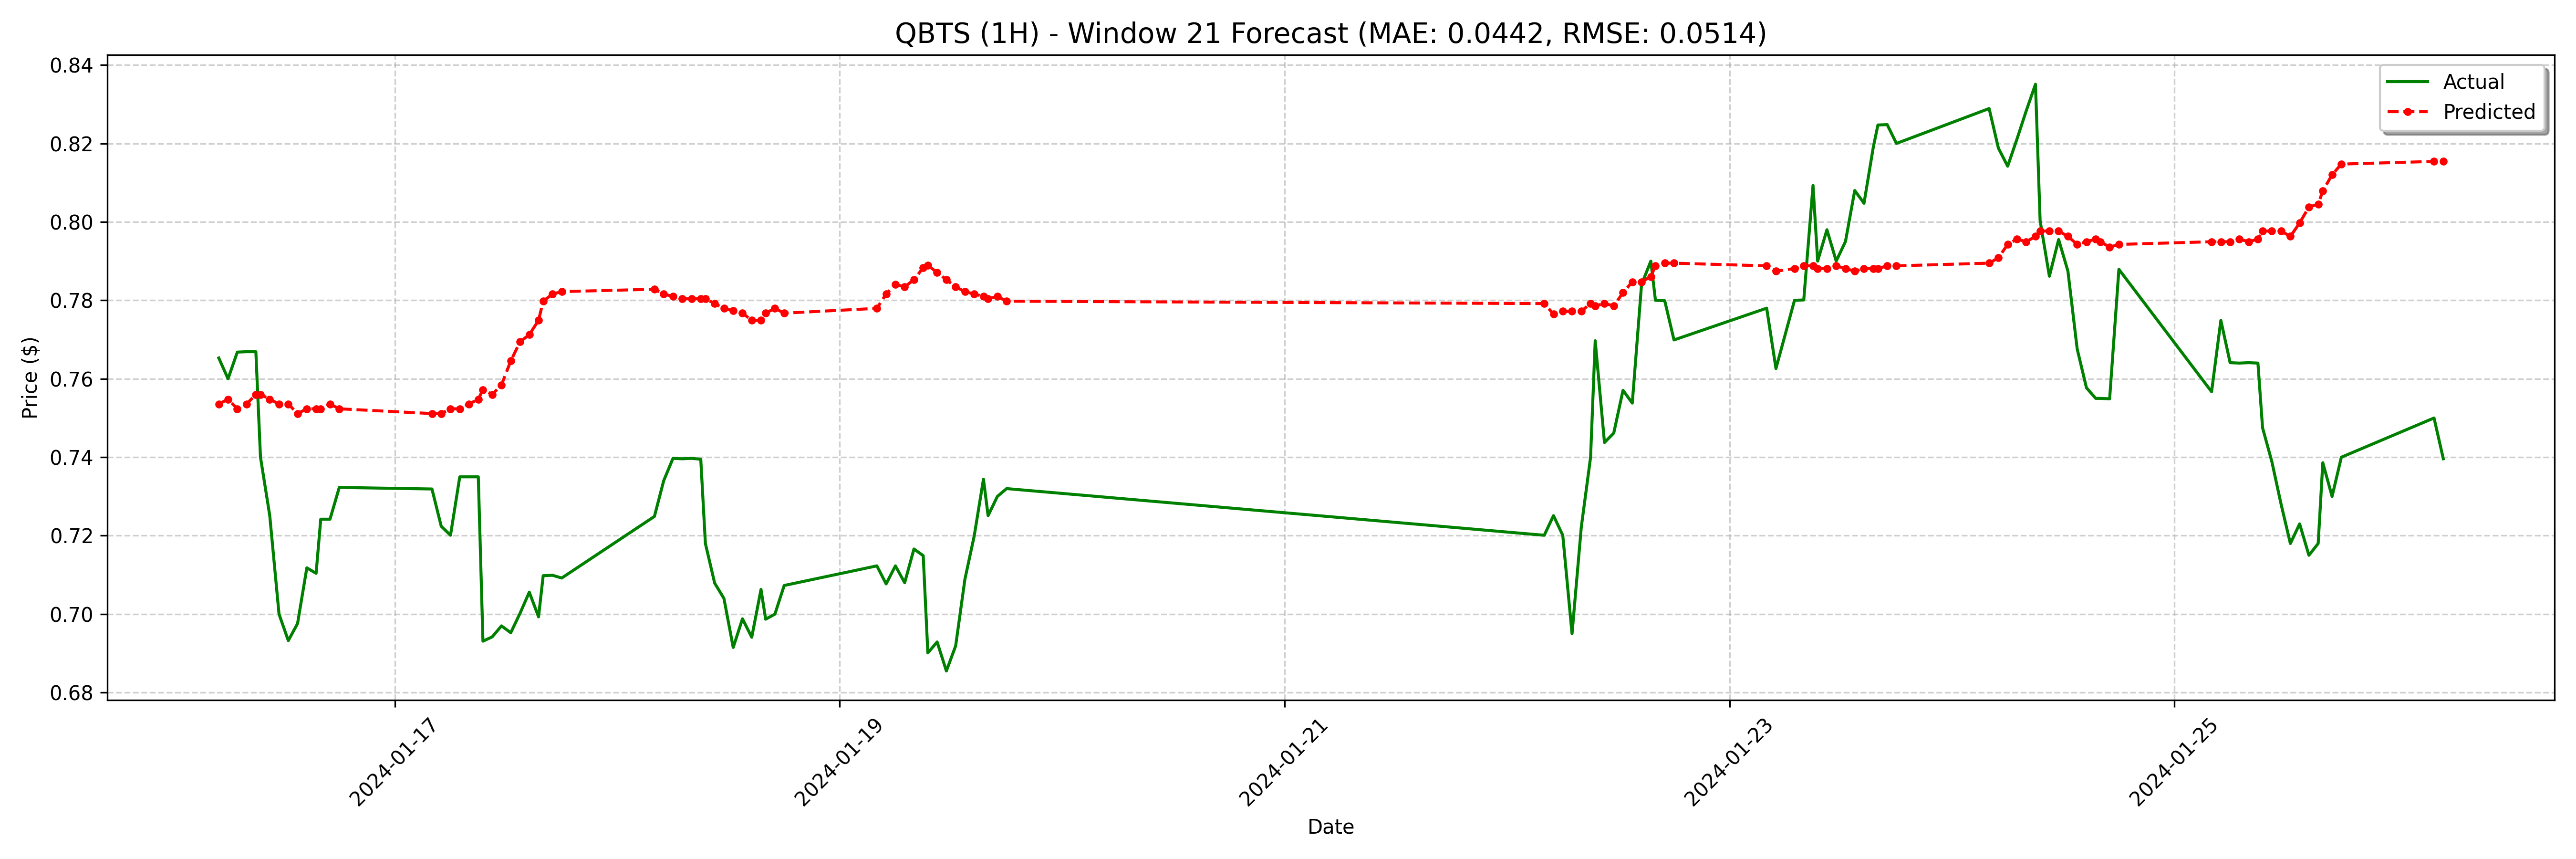 QBTS (1H) - Window 21 Forecast (MAE: 0.0442, RMSE: 0.0514)
Actual
Predicted
Price ($)
0.84
0.82
0.80
0.78
0.76
0.74
0.72
0.70
0.68
2024-01-17
2024-01-19
2024-01-21
2024-01-23
2024-01-25
Date